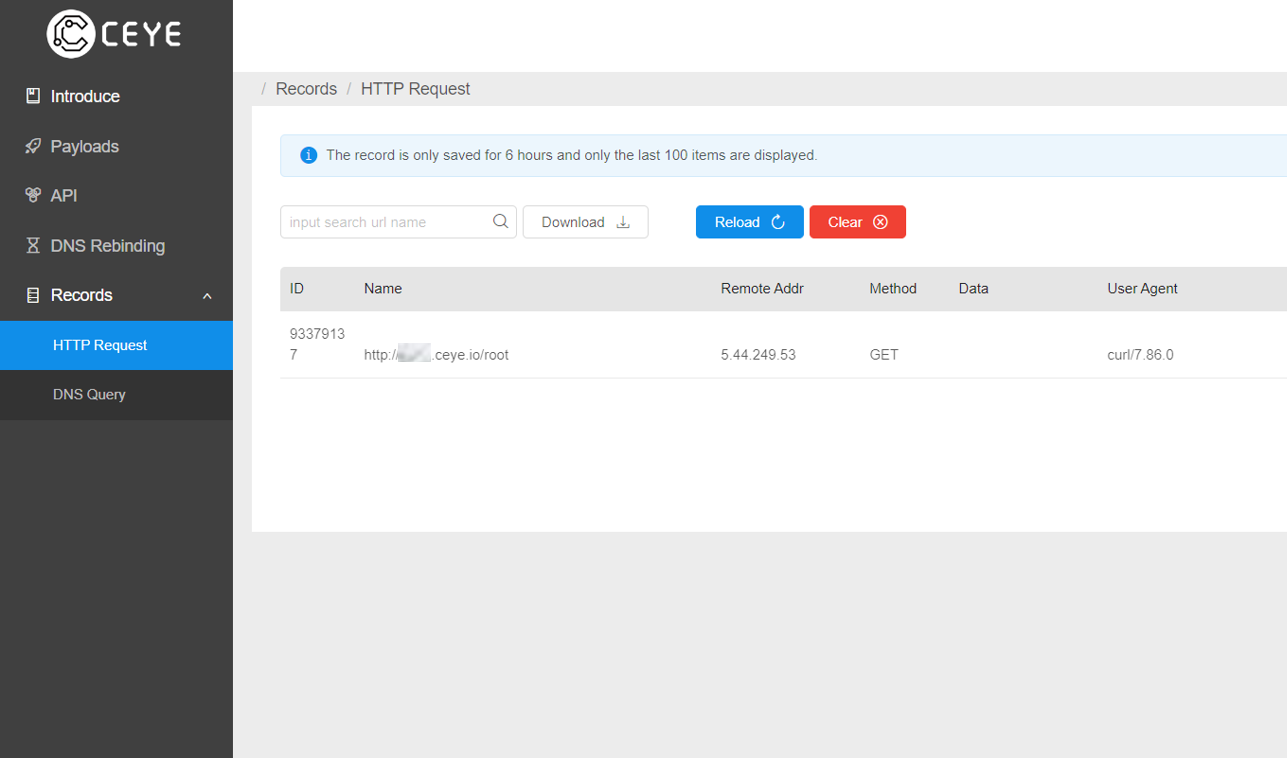 CEYE
Introduce
Payloads
API
DNS Rebinding
Records
HTTP Request
DNS Query
/ Records / HTTP Request
The record is only saved for 6 hours and only the last 100 items are displayed.
input search url name
Download
Reload
Clear
ID Name Remote Addr Method Data User Agent
9337913
7 http:// .ceye.io/root 5.44.249.53 GET curl/7.86.0